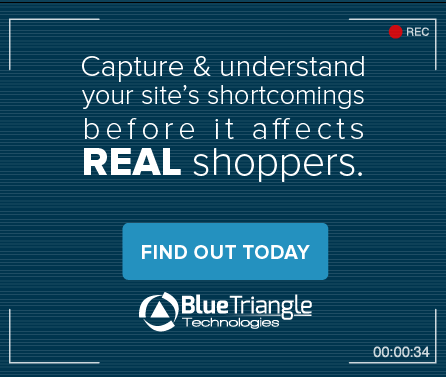 REC
Capture & understand
your site's shortcomings
before it affects
REAL shoppers.
FIND OUT TODAY
BlueTriangle
Technologies
00:00:34